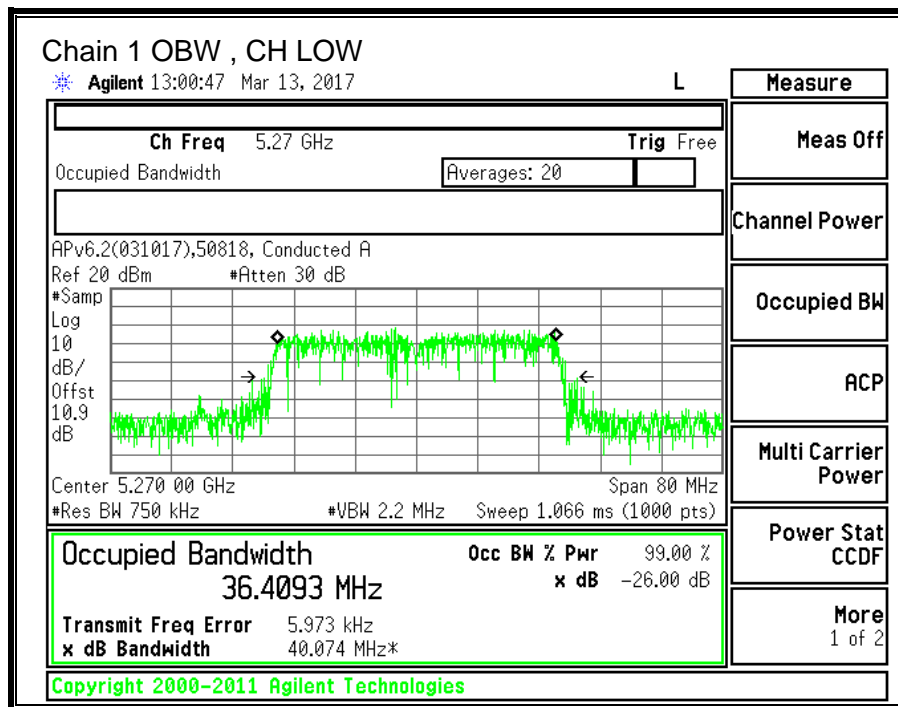 Chain 1 OBW , CH LOW
Agilent 13:00:47 Mar 13, 2017 L
Measure
Ch Freq 5.27 GHz Trig Free
Meas Off
Occupied Bandwidth Averages: 20
Channel Power
APv6.2(031017),50818, Conducted A
Ref 20 dBm #Atten 30 dB
#Samp
Log
10
dB/
Offst
10.9
dB
Occupied BW
ACP
Multi Carrier
Power
Center 5.270 00 GHz Span 80 MHz
#Res BW 750 kHz #VBW 2.2 MHz Sweep 1.066 ms (1000 pts)
Power Stat
CCDF
Occupied Bandwidth Occ BW % Pwr 99.00 %
36.4093 MHz x dB -26.00 dB
Transmit Freq Error 5.973 kHz
x dB Bandwidth 40.074 MHz*
More
1 of 2
Copyright 2000-2011 Agilent Technologies